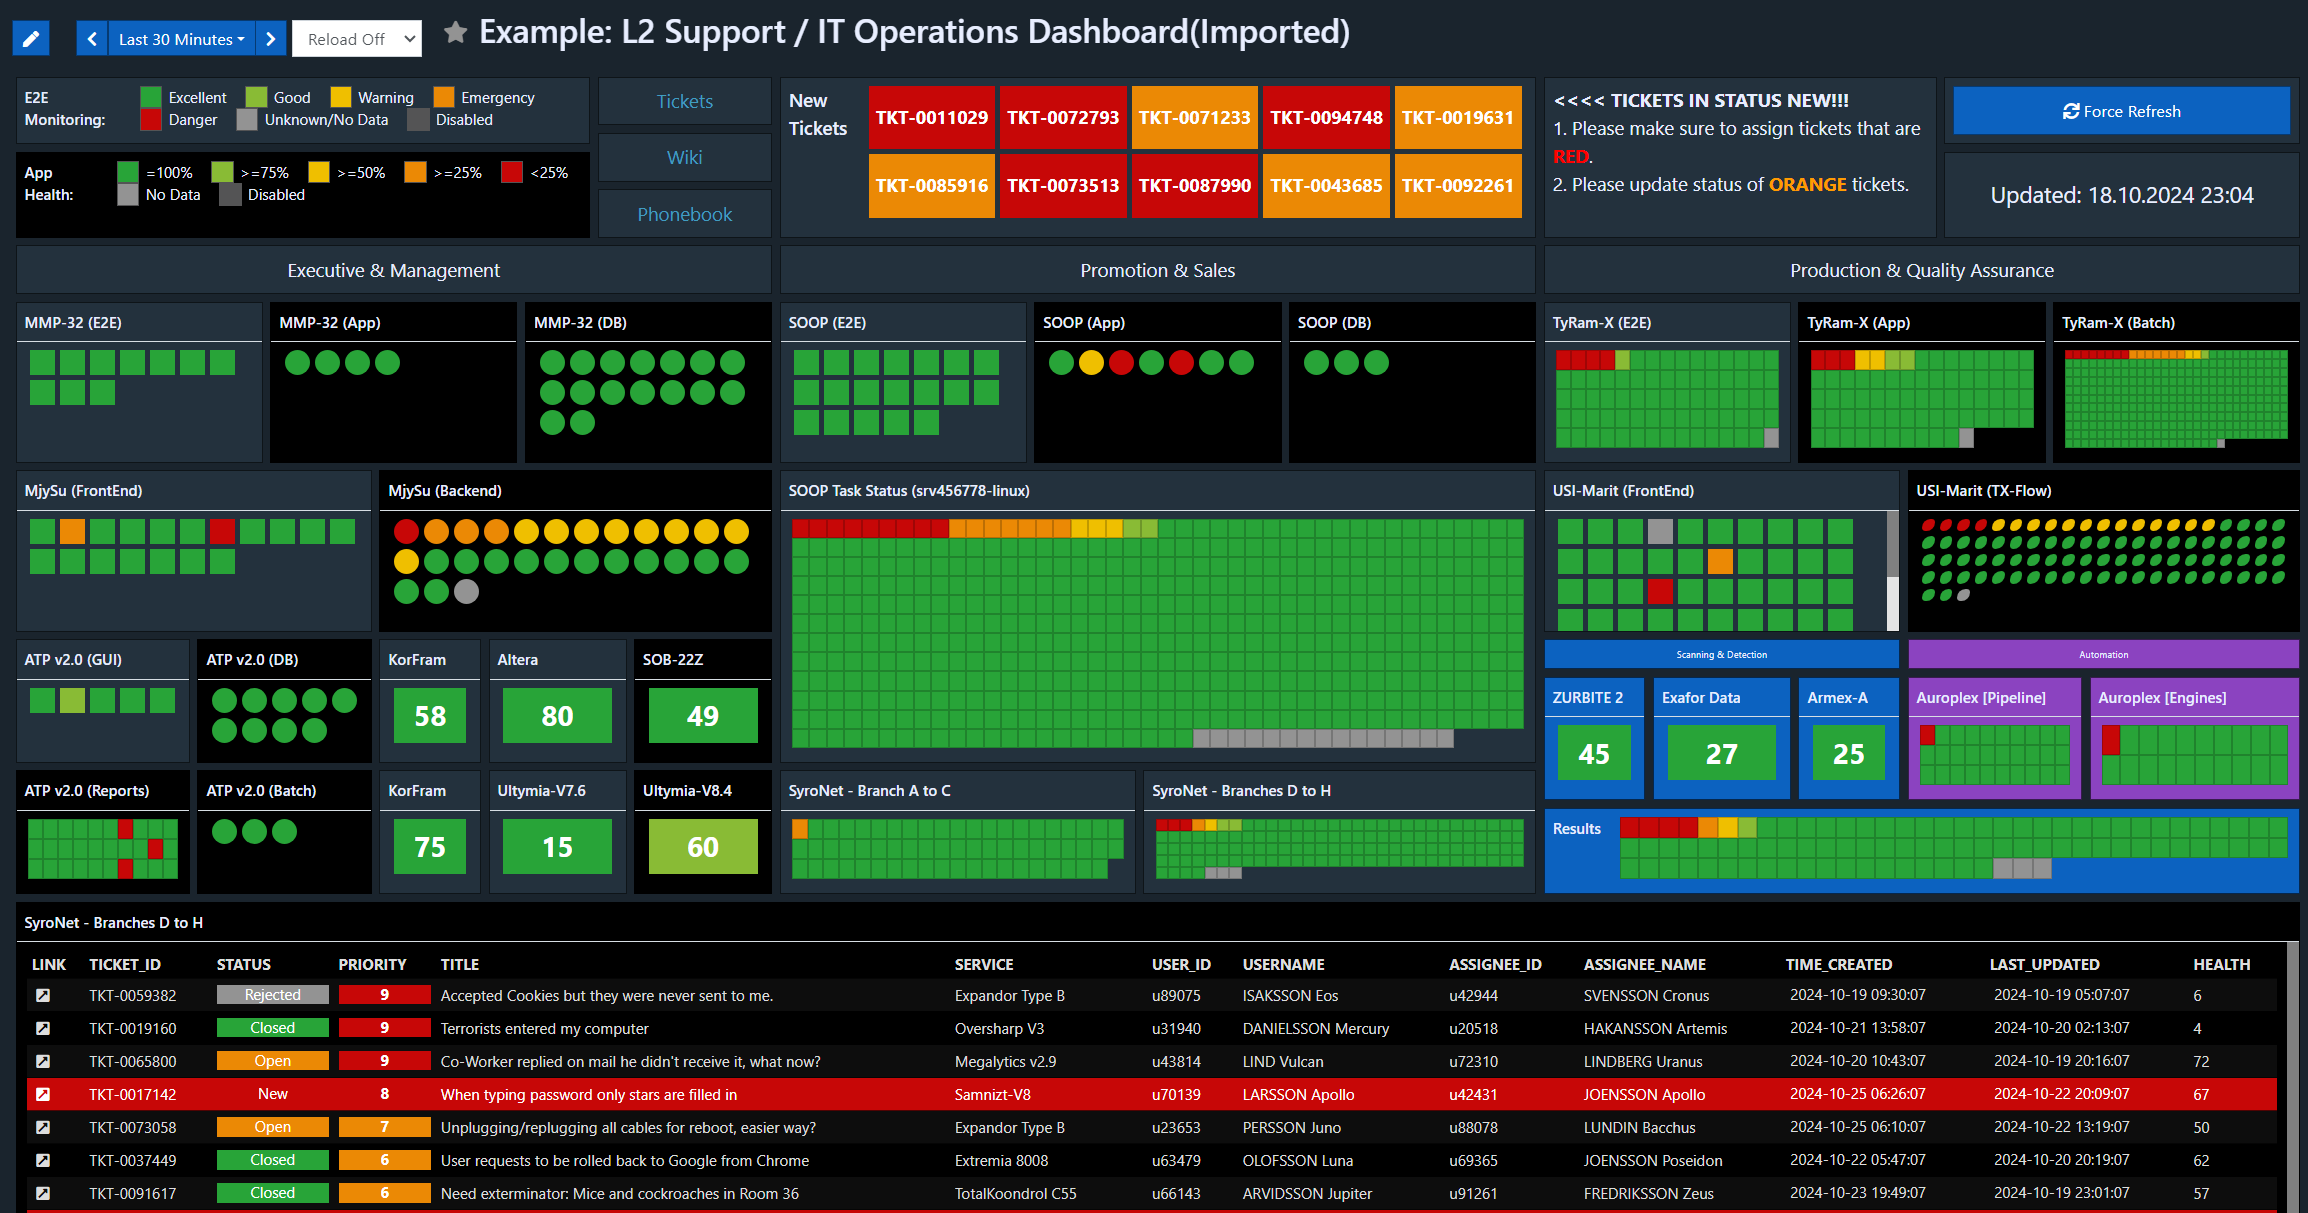 Last 30 Minutes
Reload Off
Example: L2 Support / IT Operations Dashboard(Imported)
E2E Monitoring:
Excellent Good Warning Emergency
Danger Unknown/No Data Disabled
App Health:
=100% >=75% >=50% >=25% <25%
No Data Disabled
Tickets
Wiki
Phonebook
New Tickets
TKT-0011029 TKT-0072793 TKT-0071233 TKT-0094748 TKT-0019631
TKT-0085916 TKT-0073513 TKT-0087990 TKT-0043685 TKT-0092261
<<<< TICKETS IN STATUS NEW!!!
1. Please make sure to assign tickets that are
RED.
2. Please update status of ORANGE tickets.
Force Refresh
Updated: 18.10.2024 23:04
Executive & Management
Promotion & Sales
Production & Quality Assurance
MMP-32 (E2E)
MMP-32 (App)
MMP-32 (DB)
SOOP (E2E)
SOOP (App)
SOOP (DB)
TyRam-X (E2E)
TyRam-X (App)
TyRam-X (Batch)
MjySu (FrontEnd)
MjySu (Backend)
SOOP Task Status (srv456778-linux)
USI-Marit (FrontEnd)
USI-Marit (TX-Flow)
ATP v2.0 (GUI)
ATP v2.0 (DB)
KorFram
58
Altera
80
SOB-22Z
49
Scanning & Detection
Automation
ZURBITE 2
45
Exafor Data
27
Armex-A
25
Auroplex [Pipeline]
Auroplex [Engines]
ATP v2.0 (Reports)
ATP v2.0 (Batch)
KorFram
75
Ultymia-V7.6
15
Ultymia-V8.4
60
SyroNet - Branch A to C
SyroNet - Branches D to H
Results
SyroNet - Branches D to H
LINK TICKET_ID STATUS PRIORITY TITLE SERVICE USER_ID USERNAME ASSIGNEE_ID ASSIGNEE_NAME TIME_CREATED LAST_UPDATED HEALTH
TKT-0059382 Rejected 9 Accepted Cookies but they were never sent to me. Expandor Type B u89075 ISAKSSON Eos u42944 SVENSSON Cronus 2024-10-19 09:30:07 2024-10-19 05:07:07 6
TKT-0019160 Closed 9 Terrorists entered my computer Oversharp V3 u31940 DANIELSSON Mercury u20518 HAKANSSON Artemis 2024-10-21 13:58:07 2024-10-20 02:13:07 4
TKT-0065800 Open 9 Co-Worker replied on mail he didn't receive it, what now? Megalytics v2.9 u43814 LIND Vulcan u72310 LINDBERG Uranus 2024-10-20 10:43:07 2024-10-19 20:16:07 72
TKT-0017142 New 8 When typing password only stars are filled in Samnizt-V8 u70139 LARSSON Apollo u42431 JOENSSON Apollo 2024-10-25 06:26:07 2024-10-22 20:09:07 67
TKT-0073058 Open 7 Unplugging/replugging all cables for reboot, easier way? Expandor Type B u23653 PERSSON Juno u88078 LUNDIN Bacchus 2024-10-25 06:10:07 2024-10-22 13:19:07 50
TKT-0037449 Closed 6 User requests to be rolled back to Google from Chrome Extremia 8008 u63479 OLOFSSON Luna u69365 JOENSSON Poseidon 2024-10-22 05:47:07 2024-10-20 20:19:07 62
TKT-0091617 Closed 6 Need exterminator: Mice and cockroaches in Room 36 TotalKoondrol C55 u66143 ARVIDSSON Jupiter u91261 FREDRIKSSON Zeus 2024-10-23 19:49:07 2024-10-19 23:01:07 57